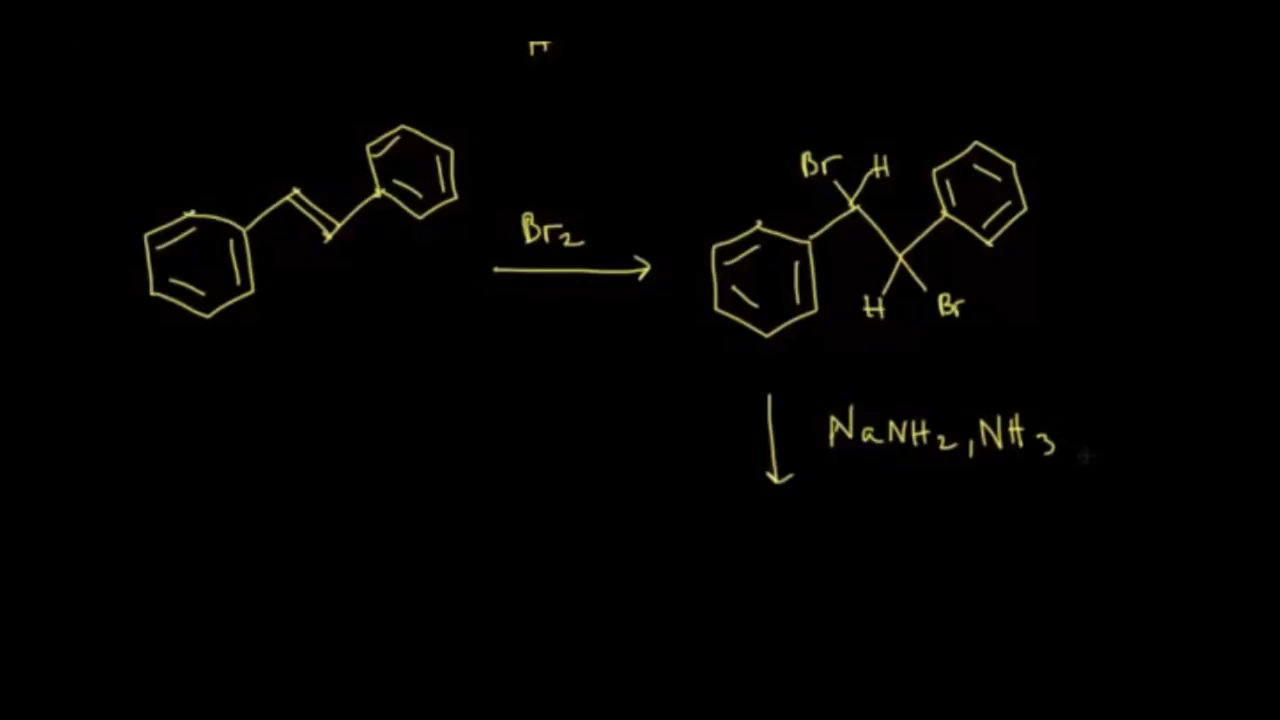 Br H
Br₂
H Br
NaNH₂, NH₃